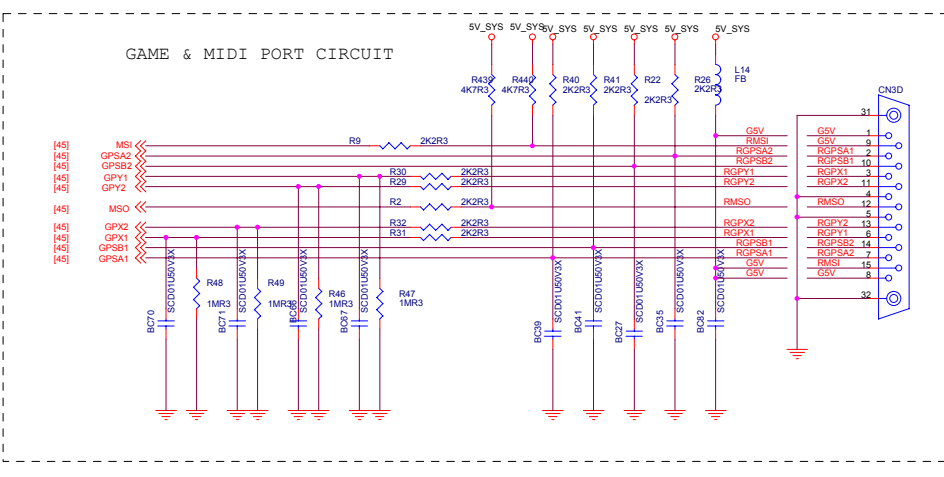 5V_SYS 5V_SYS 5V_SYS 5V_SYS 5V_SYS 5V_SYS
GAME & MIDI PORT CIRCUIT
L14
FB
R439 R440 R40 R41 R22 R26
4K7R3 4K7R3 2K2R3 2K2R3 2K2R3 2K2R3
CN3D
31
G5V G5V 1
[45] MSI R9 2K2R3 RMSI G5V 9
[45] GPSA2 RGPSA2 RGPSA1 2
[45] GPSB2 RGPSB2 RGPSB1 10
[45] GPY1 R30 2K2R3 RGPY1 RGPX1 3
[45] GPY2 R29 2K2R3 RGPY2 RGPX2 11
4
[45] MSO R2 2K2R3 RMSO RMSO 12
5
[45] GPX2 R32 2K2R3 RGPX2 RGPY2 13
[45] GPX1 R31 2K2R3 RGPX1 RGPY1 6
[45] GPSB1 RGPSB1 RGPSB2 14
[45] GPSA1 RGPSA1 RGPSA2 7
G5V RMSI 15
G5V G5V 8
32
R48 R49 R46 R47
1MR3 1MR3 1MR3 1MR3
SCD01U50V3X SCD01U50V3X SCD01U50V3X SCD01U50V3X SCD01U50V3X SCD01U50V3X SCD01U50V3X SCD01U50V3X SCD01U50V3X
BC70 BC71 BC67 BC39 BC41 BC27 BC35 BC82